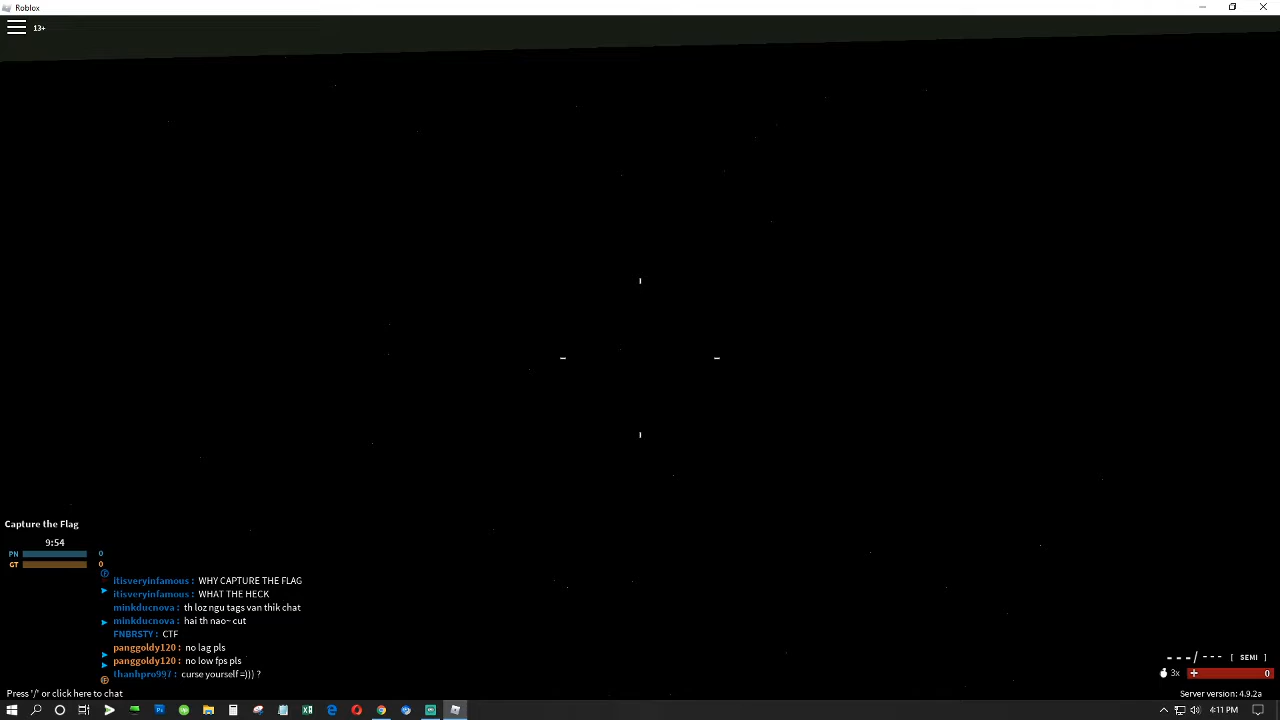 Roblox
13+
Capture the Flag
9:54
PN 0
GT 0
itisveryinfamous : WHY CAPTURE THE FLAG
itisveryinfamous : WHAT THE HECK
minkducnova : th loz ngu tags van thik chat
minkducnova : hai th nao~ cut
FNBRSTY : CTF
panggoldy120 : no lag pls
panggoldy120 : no low fps pls
thanhpro997 : curse yourself =))) ?
Press '/' or click here to chat
---/--- [ SEMI ]
3x 0
Server version: 4.9.2a
4:11 PM